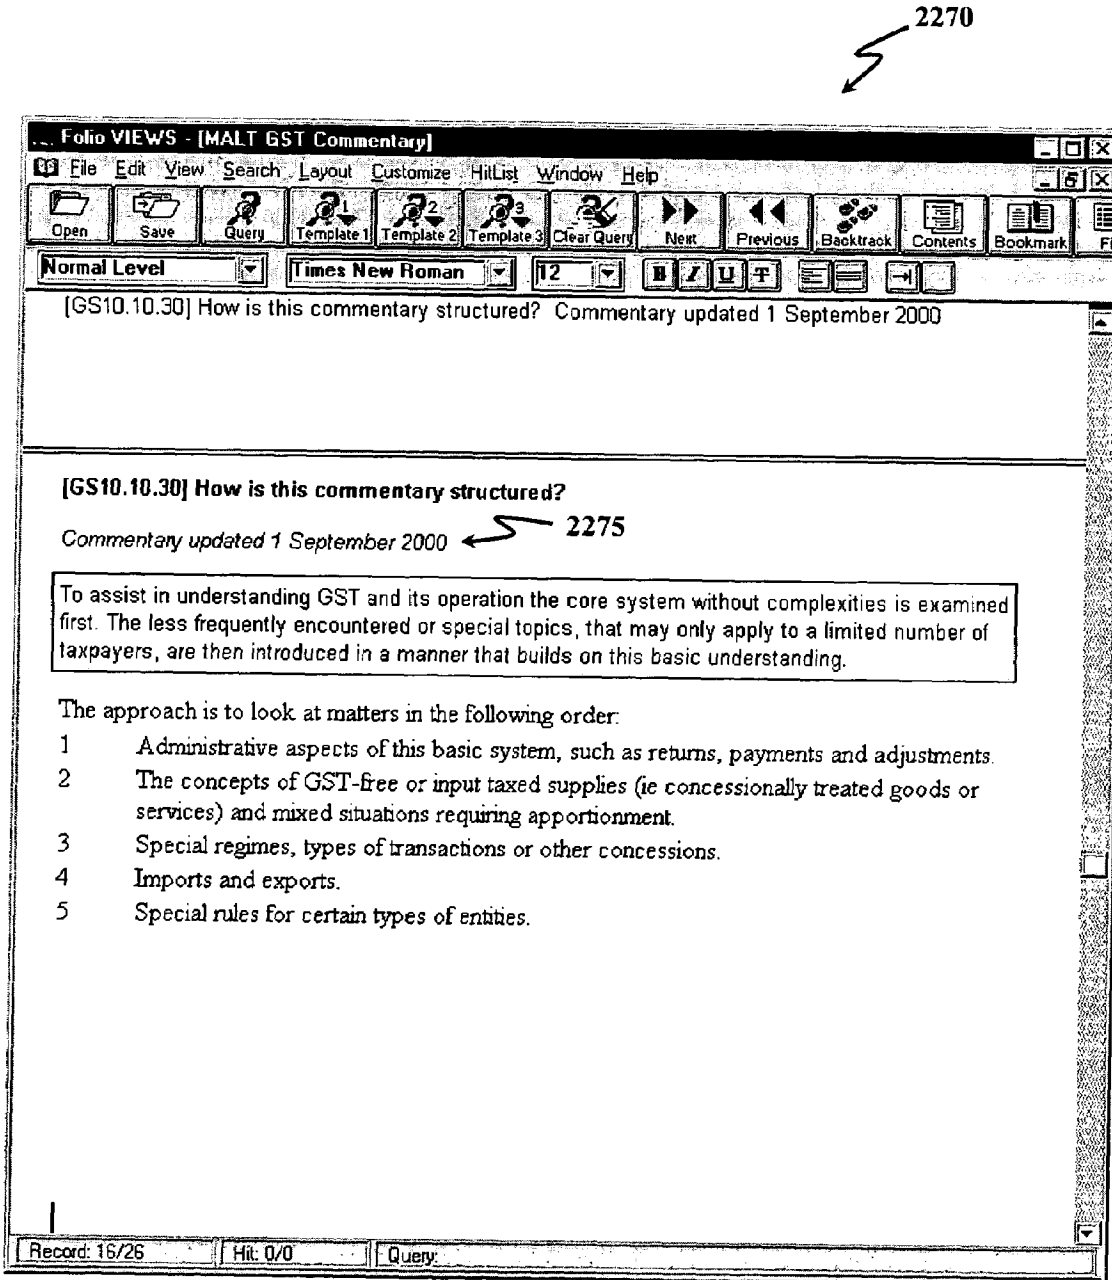 2270
... Folio VIEWS - [MALT GST Commentary]
File Edit View Search Layout Customize HitList Window Help
Open Save Query Template 1 Template 2 Template 3 Clear Query Next Previous Backtrack Contents Bookmark
Normal Level Times New Roman 12 B I U T
[GS10.10.30] How is this commentary structured? Commentary updated 1 September 2000
[GS10.10.30] How is this commentary structured?
Commentary updated 1 September 2000
2275
To assist in understanding GST and its operation the core system without complexities is examined
first. The less frequently encountered or special topics, that may only apply to a limited number of
taxpayers, are then introduced in a manner that builds on this basic understanding.
The approach is to look at matters in the following order:
1 Administrative aspects of this basic system, such as returns, payments and adjustments.
2 The concepts of GST-free or input taxed supplies (ie concessionally treated goods or
services) and mixed situations requiring apportionment.
3 Special regimes, types of transactions or other concessions.
4 Imports and exports.
5 Special rules for certain types of entities.
Record: 16/26 Hit: 0/0 Query: